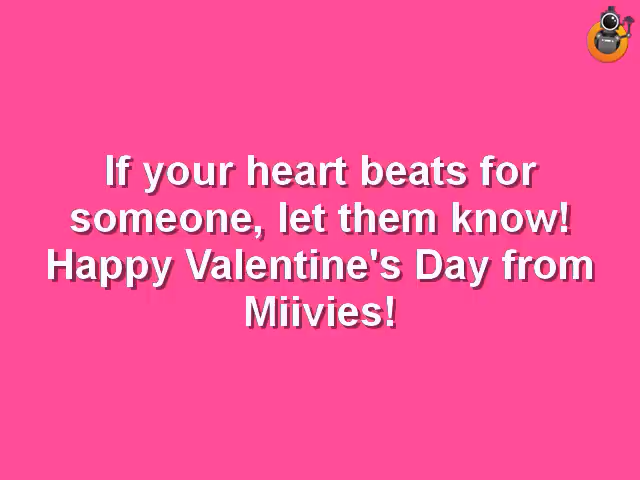 If your heart beats for
someone, let them know!
Happy Valentine's Day from
Miivies!